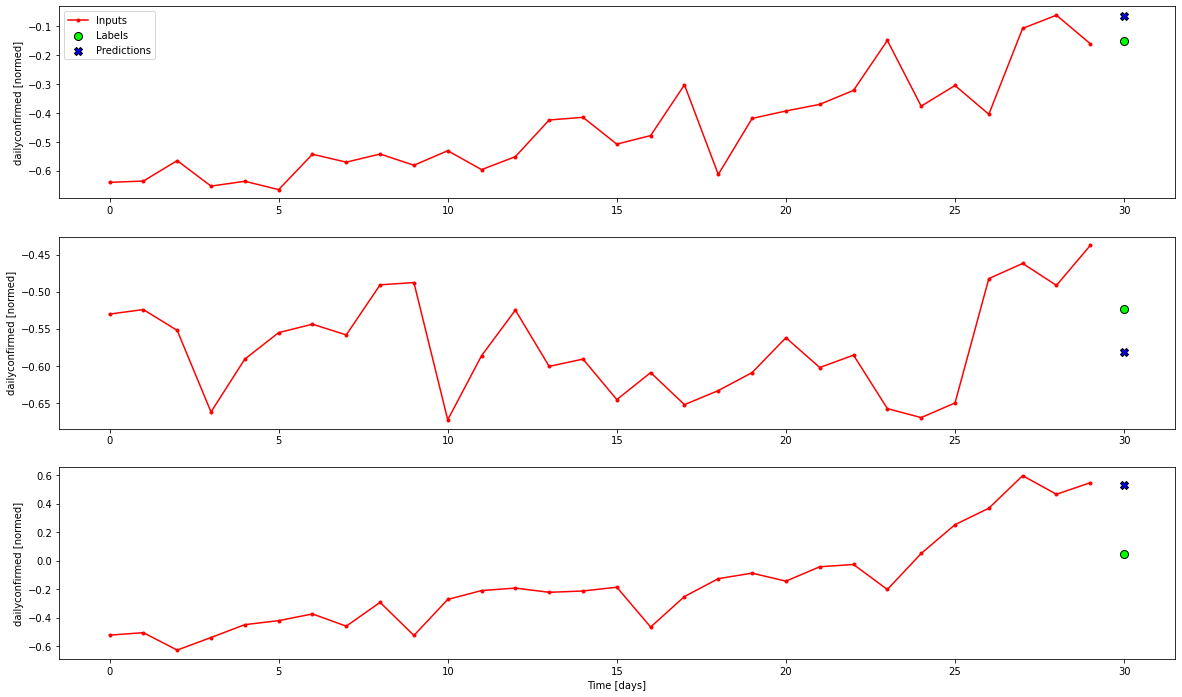 dailyconfirmed [normed]
−0.1
−0.2
−0.3
−0.4
−0.5
−0.6
Inputs
Labels
Predictions
0 5 10 15 20 25 30
dailyconfirmed [normed]
−0.45
−0.50
−0.55
−0.60
−0.65
0 5 10 15 20 25 30
dailyconfirmed [normed]
0.6
0.4
0.2
0.0
−0.2
−0.4
−0.6
0 5 10 15 20 25 30
Time [days]